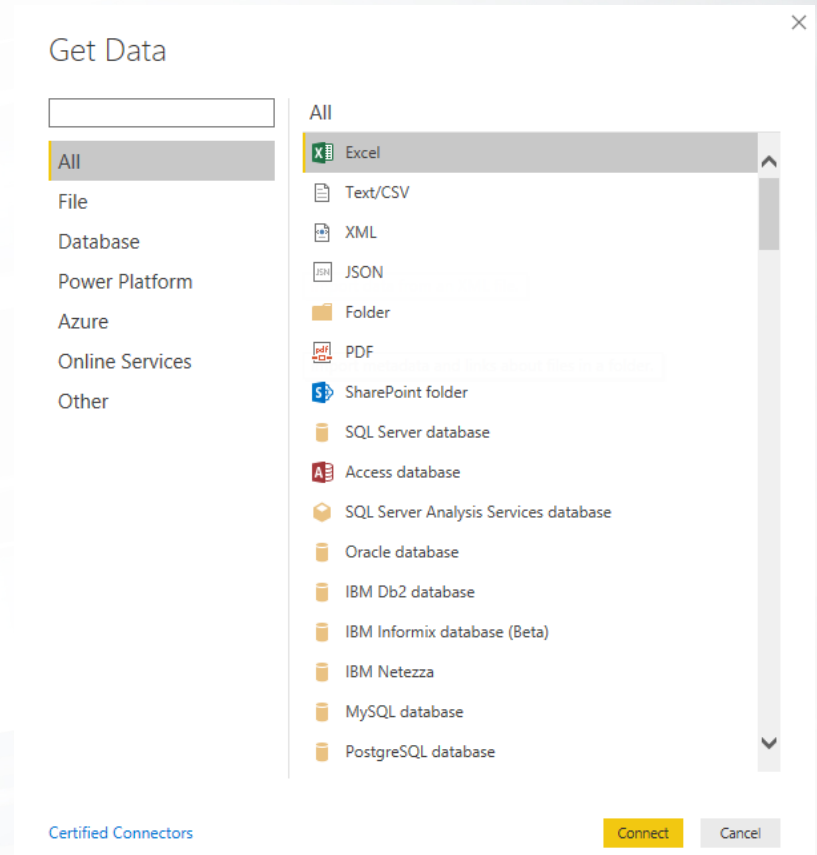 Get Data
All
File
Database
Power Platform
Azure
Online Services
Other
All
Excel
Text/CSV
XML
JSN JSON
Folder
pdf PDF
SharePoint folder
SQL Server database
Access database
SQL Server Analysis Services database
Oracle database
IBM Db2 database
IBM Informix database (Beta)
IBM Netezza
MySQL database
PostgreSQL database
Certified Connectors
Connect
Cancel